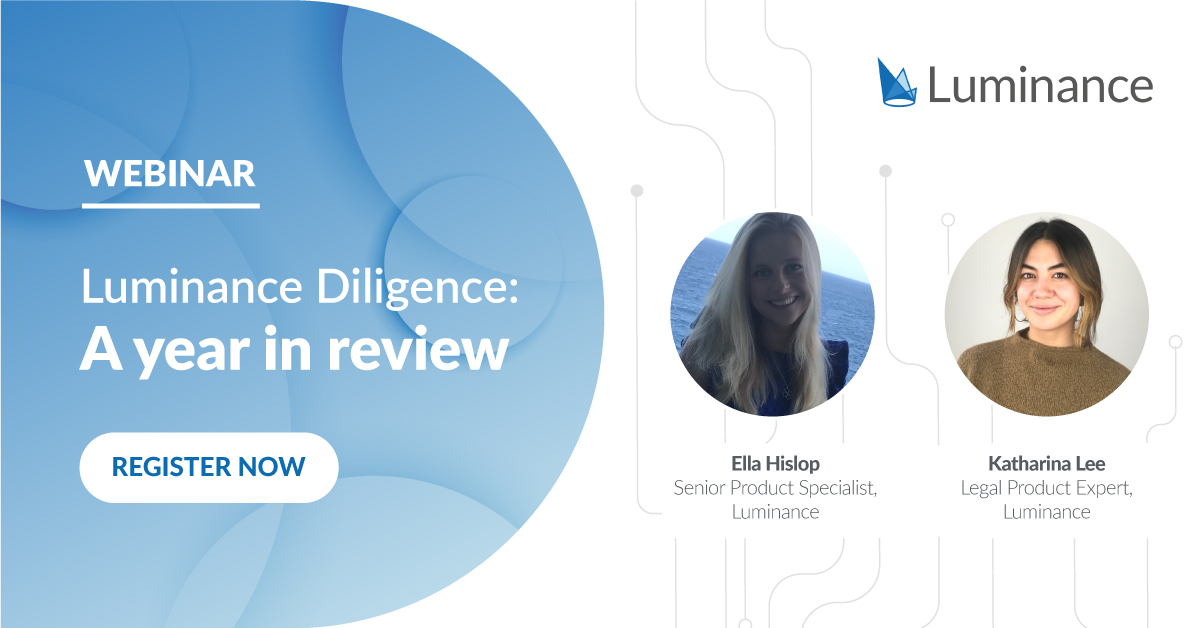 WEBINAR
Luminance Diligence:
A year in review
REGISTER NOW
Luminance
Ella Hislop
Senior Product Specialist,
Luminance
Katharina Lee
Legal Product Expert,
Luminance